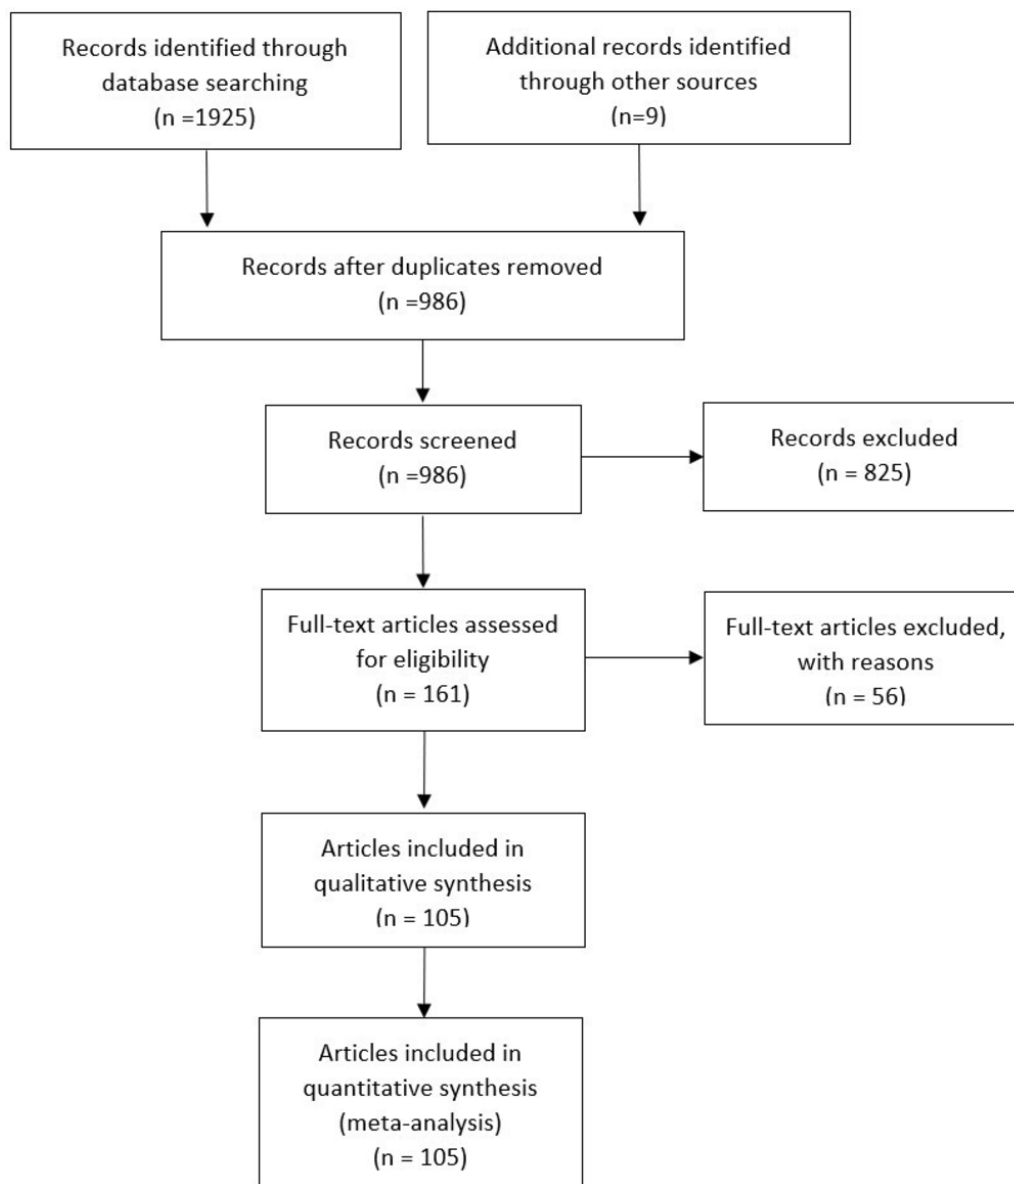 Records identified through
database searching
(n =1925)
Additional records identified
through other sources
(n=9)
Records after duplicates removed
(n =986)
Records screened
(n =986)
Records excluded
(n = 825)
Full-text articles assessed
for eligibility
(n = 161)
Full-text articles excluded,
with reasons
(n = 56)
Articles included in
qualitative synthesis
(n = 105)
Articles included in
quantitative synthesis
(meta-analysis)
(n = 105)